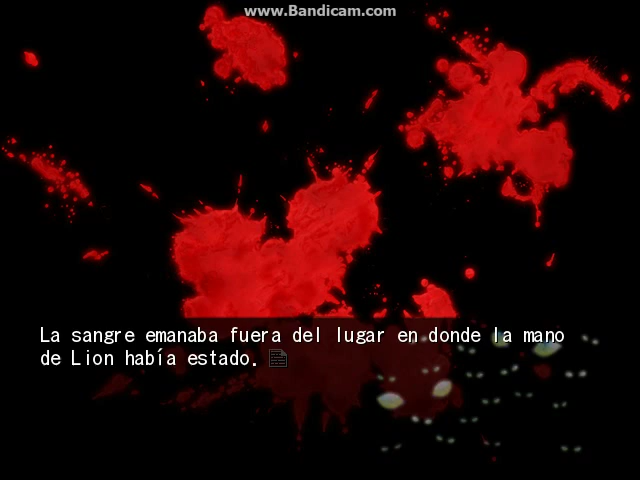 www.Bandicam.com
La sangre emanaba fuera del lugar en donde la mano
de Lion había estado.